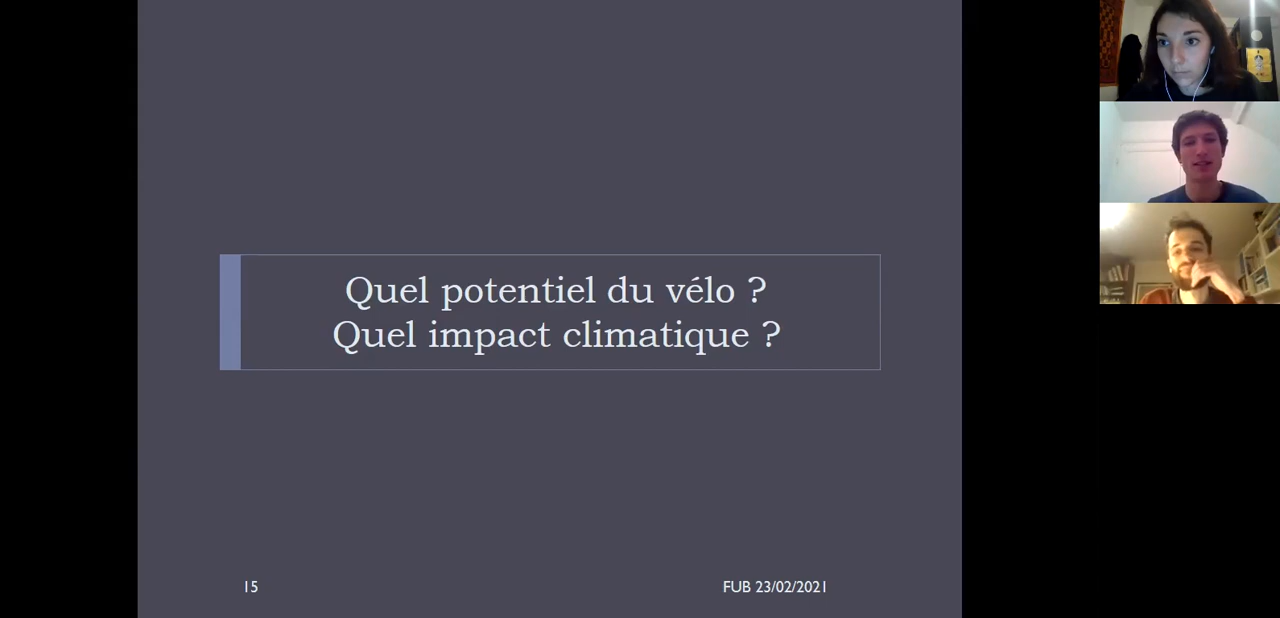 Quel potentiel du vélo ?
Quel impact climatique ?
15
FUB 23/02/2021